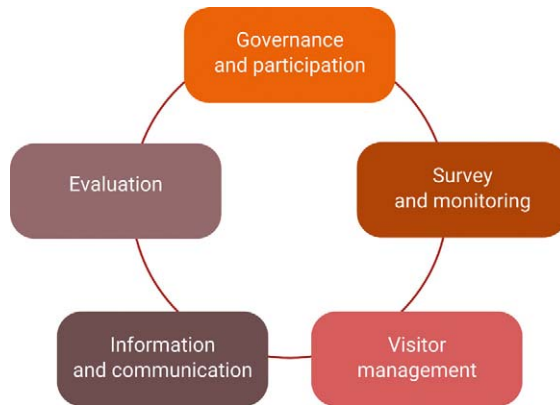 Governance
and participation
Survey
and monitoring
Visitor
management
Information
and communication
Evaluation